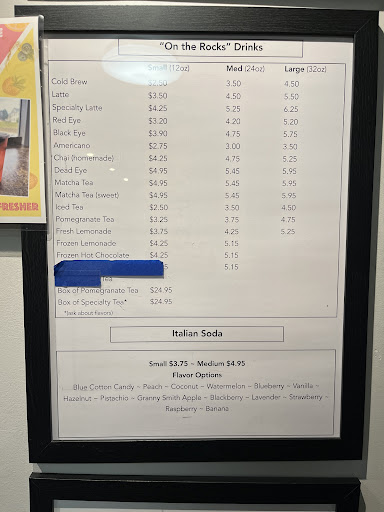 E
FRESHER
"On the Rocks" Drinks
Small (12oz) Med (24oz) Large (32oz)
Cold Brew 3.50 4.50
Latte $3.50 4.50 5.50
Specialty Latte $4.25 5.25 6.25
Red Eye $3.20 4.20 5.20
Black Eye $3.90 4.75 5.75
Americano $2.75 3.00 3.50
Chai (homemade) $4.25 4.75 5.25
Dead Eye $4.95 5.45 5.95
Matcha Tea $4.95 5.45 5.95
Matcha Tea (sweet) $4.95 5.45 5.95
Iced Tea $2.50 3.50 4.50
Pomegranate Tea $3.25 3.75 4.75
Fresh Lemonade $3.75 4.25 5.25
Frozen Lemonade $4.25 5.15
Frozen Hot Chocolate $4.25 5.15
5 5.15
Tea
Box of Pomegranate Tea $24.95
Box of Specialty Tea* $24.95
*(ask about flavors)
Italian Soda
Small $3.75 ~ Medium $4.95
Flavor Options
Blue Cotton Candy ~ Peach ~ Coconut ~ Watermelon ~ Blueberry ~ Vanilla ~
Hazelnut ~ Pistachio ~ Granny Smith Apple ~ Blackberry ~ Lavender ~ Strawberry ~
Raspberry ~ Banana